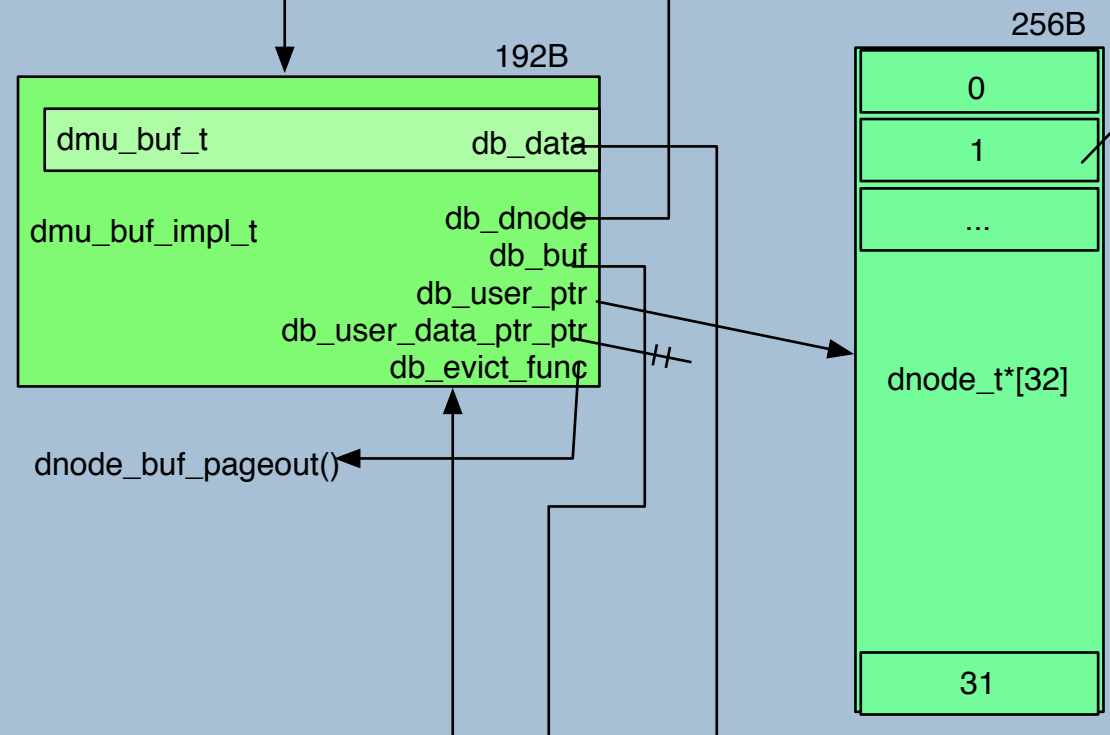 192B
dmu_buf_t
db_data
dmu_buf_impl_t
db_dnode
db_buf
db_user_ptr
db_user_data_ptr_ptr
db_evict_func
dnode_buf_pageout()
256B
0
1
...
dnode_t*[32]
31